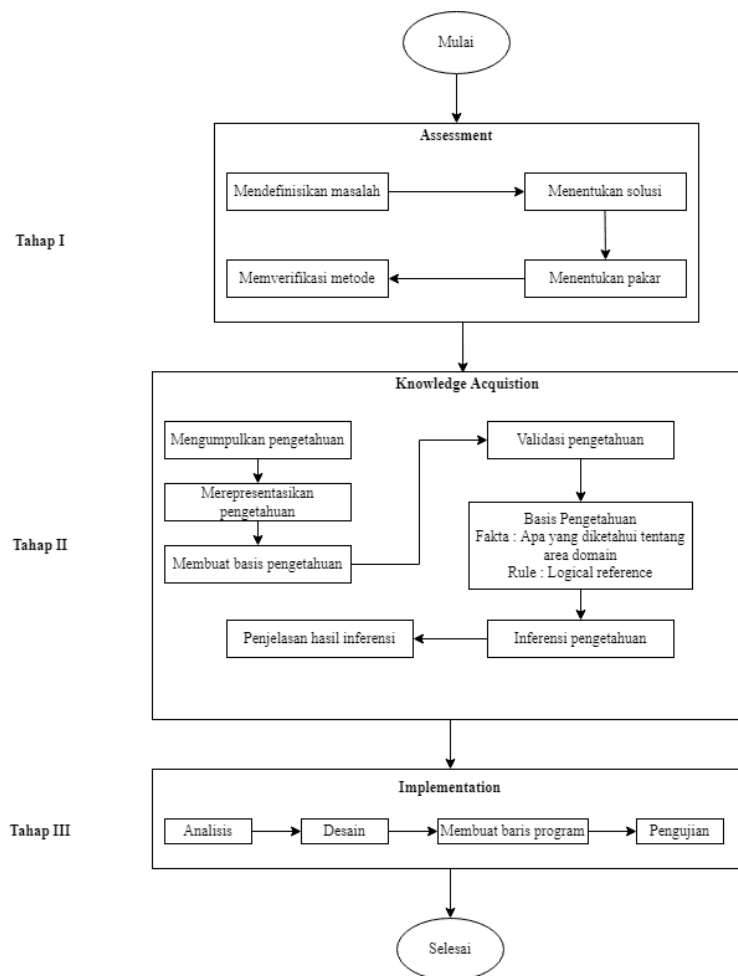 Mulai
Assessment
Mendefinisikan masalah
Menentukan solusi
Tahap I
Memverifikasi metode
Menentukan pakar
Knowledge Acquistion
Mengumpulkan pengetahuan
Validasi pengetahuan
Merepresentasikan
pengetahuan
Tahap II
Membuat basis pengetahuan
Basis Pengetahuan
Fakta : Apa yang diketahui tentang
area domain
Rule : Logical reference
Penjelasan hasil inferensi
Inferensi pengetahuan
Implementation
Tahap III
Analisis
Desain
Membuat baris program
Pengujian
Selesai